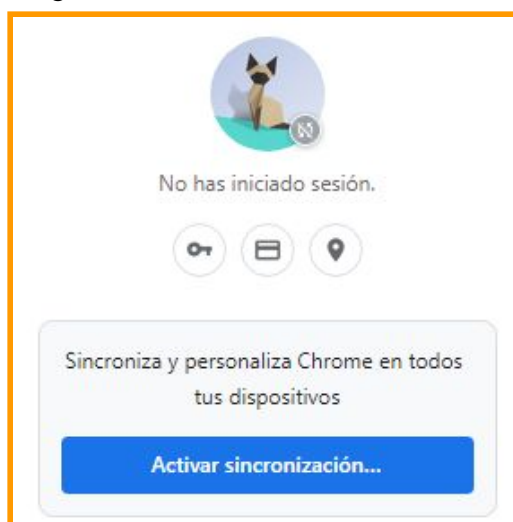 No has iniciado sesión.
Sincroniza y personaliza Chrome en todos
tus dispositivos
Activar sincronización...